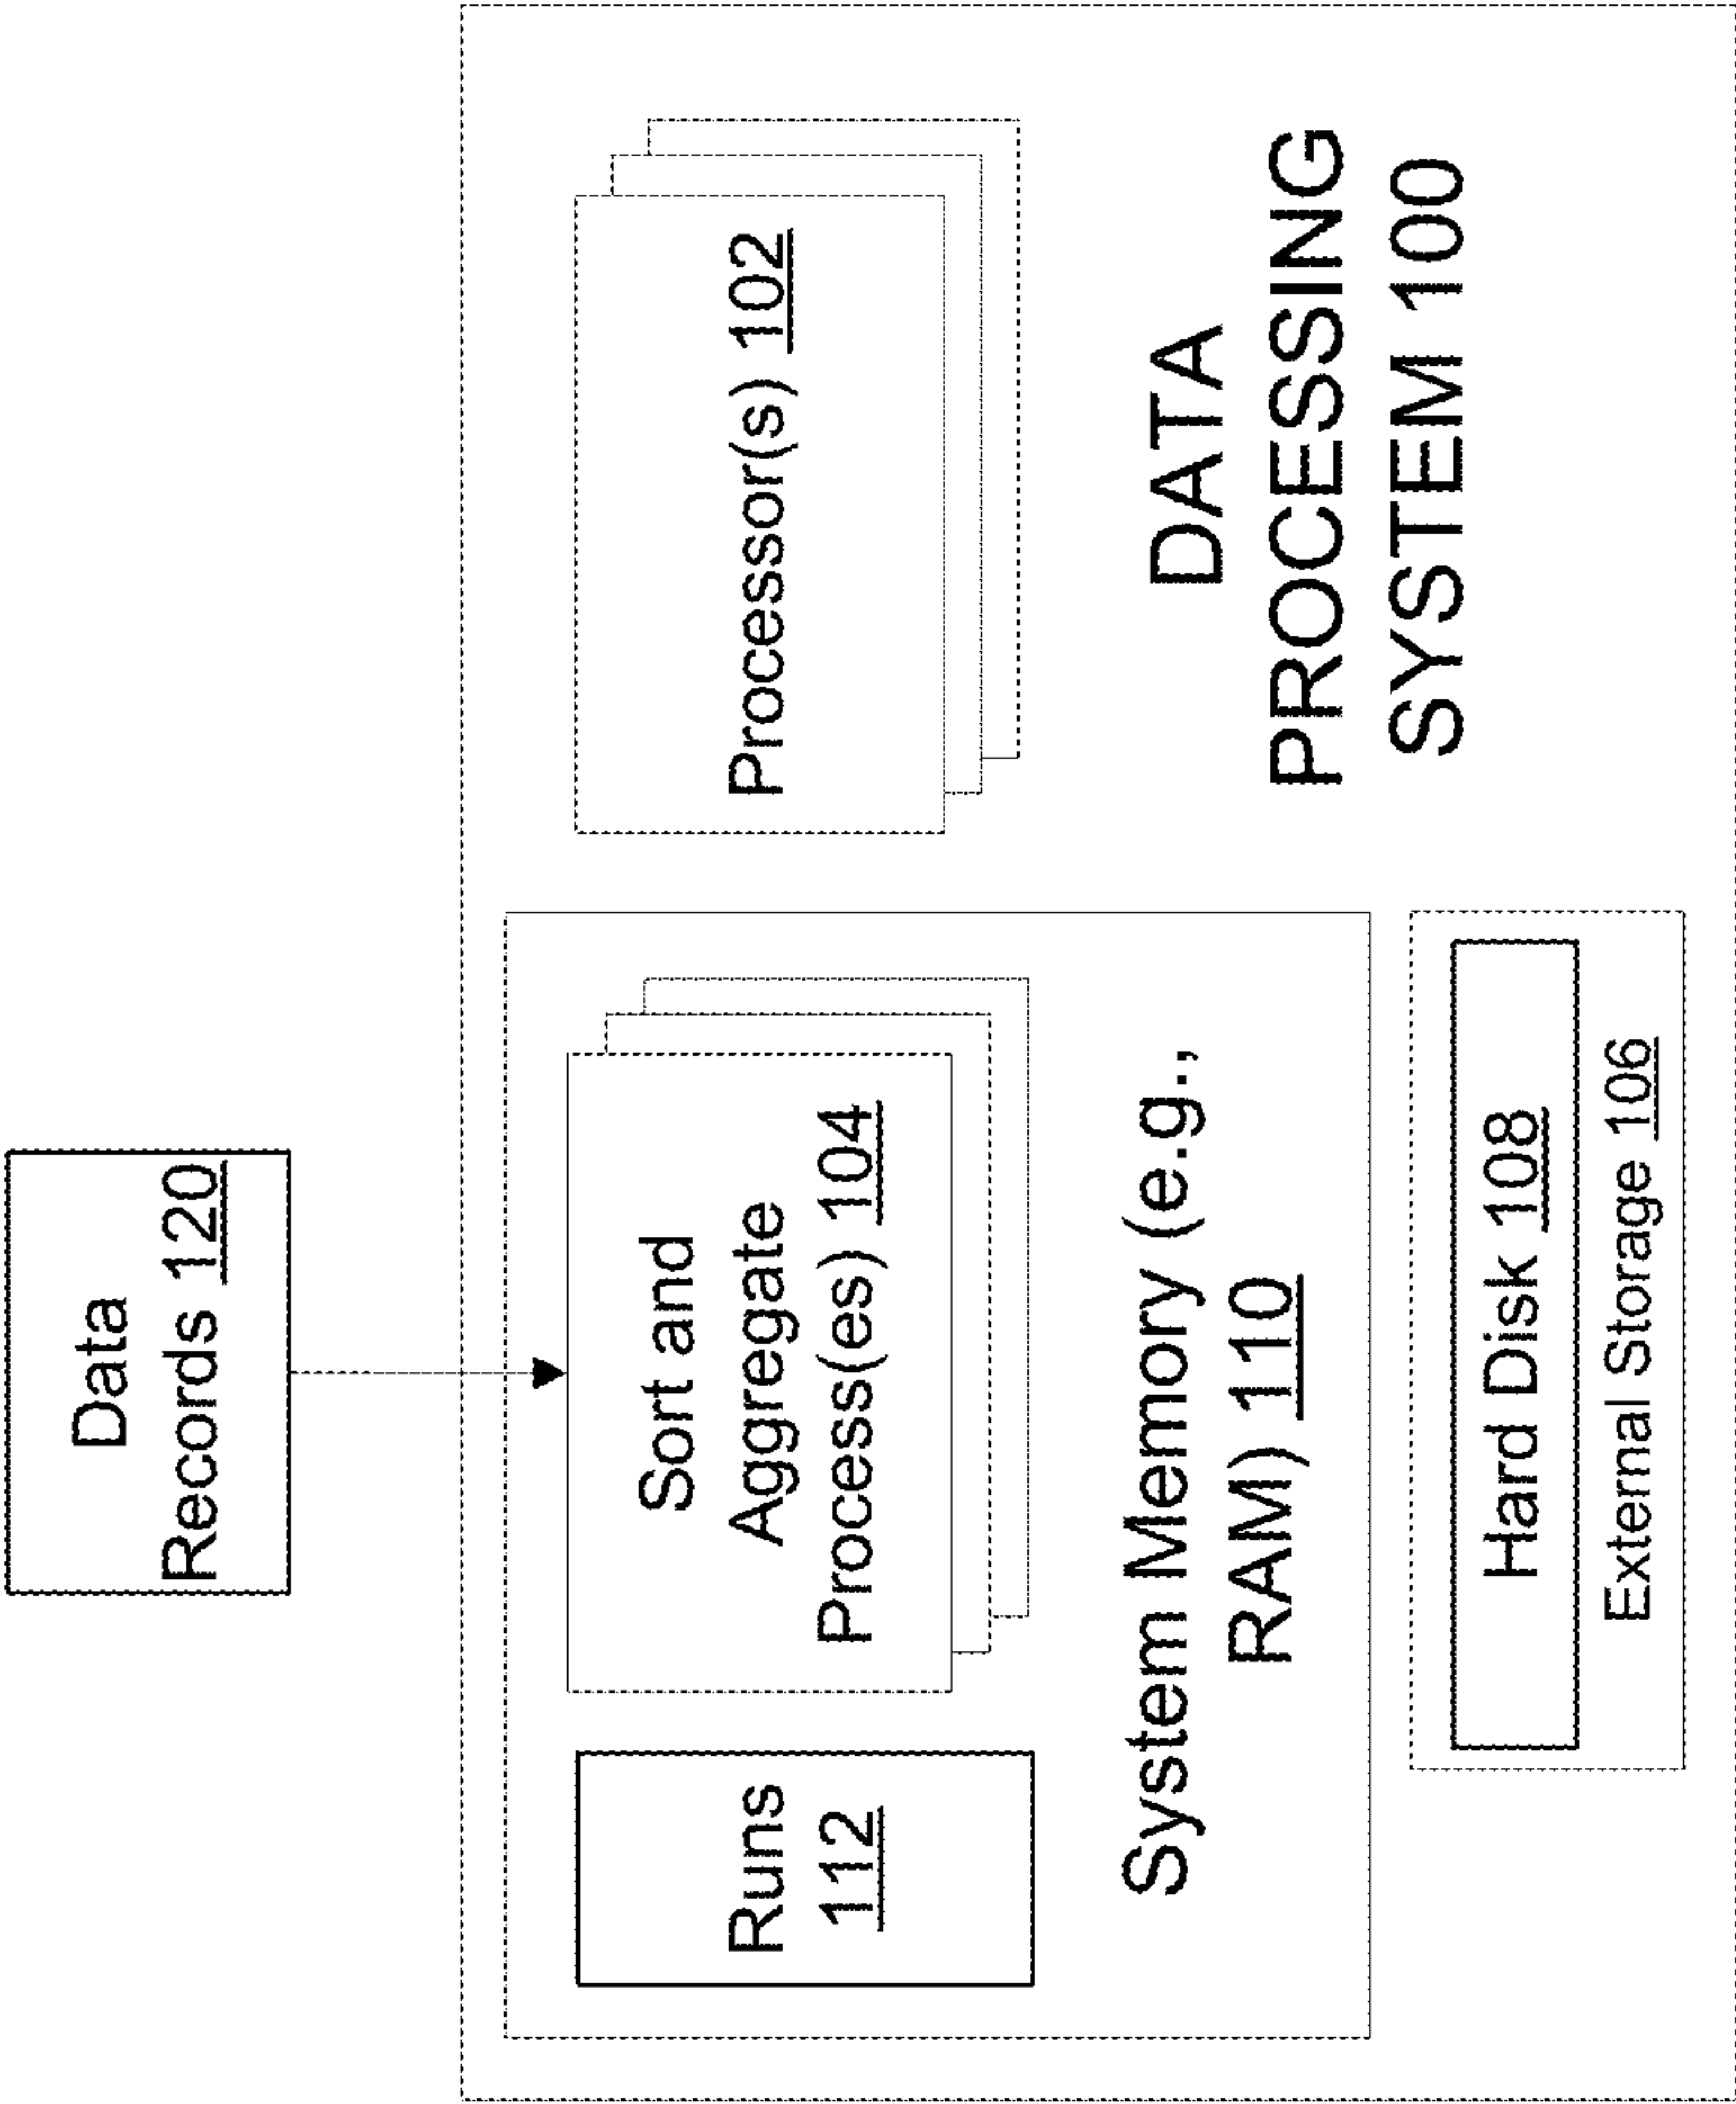 Data
Records 120
Runs
112
Sort and
Aggregate
Process(es) 104
System Memory (e.g.,
RAM) 110
Hard Disk 108
External Storage 106
Processor(s) 102
DATA
PROCESSING
SYSTEM 100